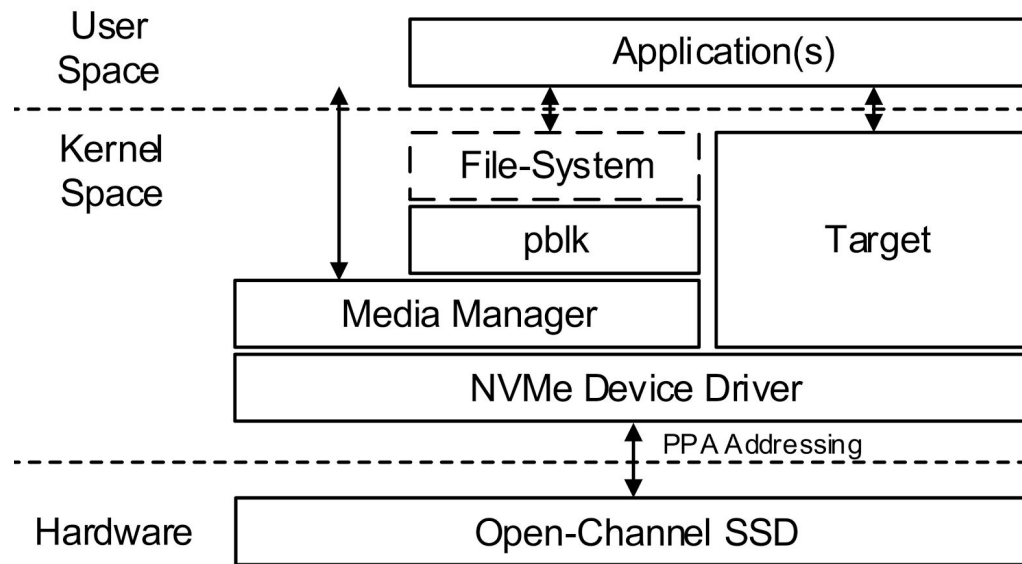 User
Space
Application(s)
Kernel
Space
File-System
pblk
Target
Media Manager
NVMe Device Driver
PPA Addressing
Hardware
Open-Channel SSD